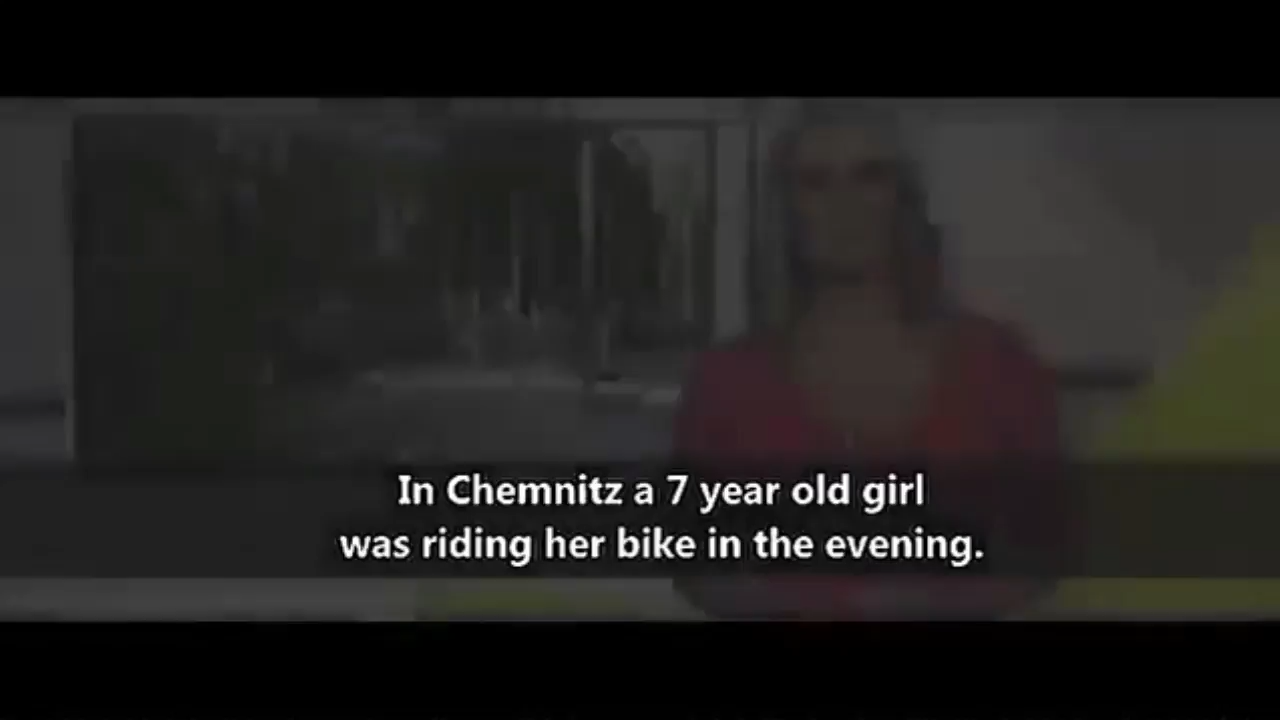 In Chemnitz a 7 year old girl
was riding her bike in the evening.